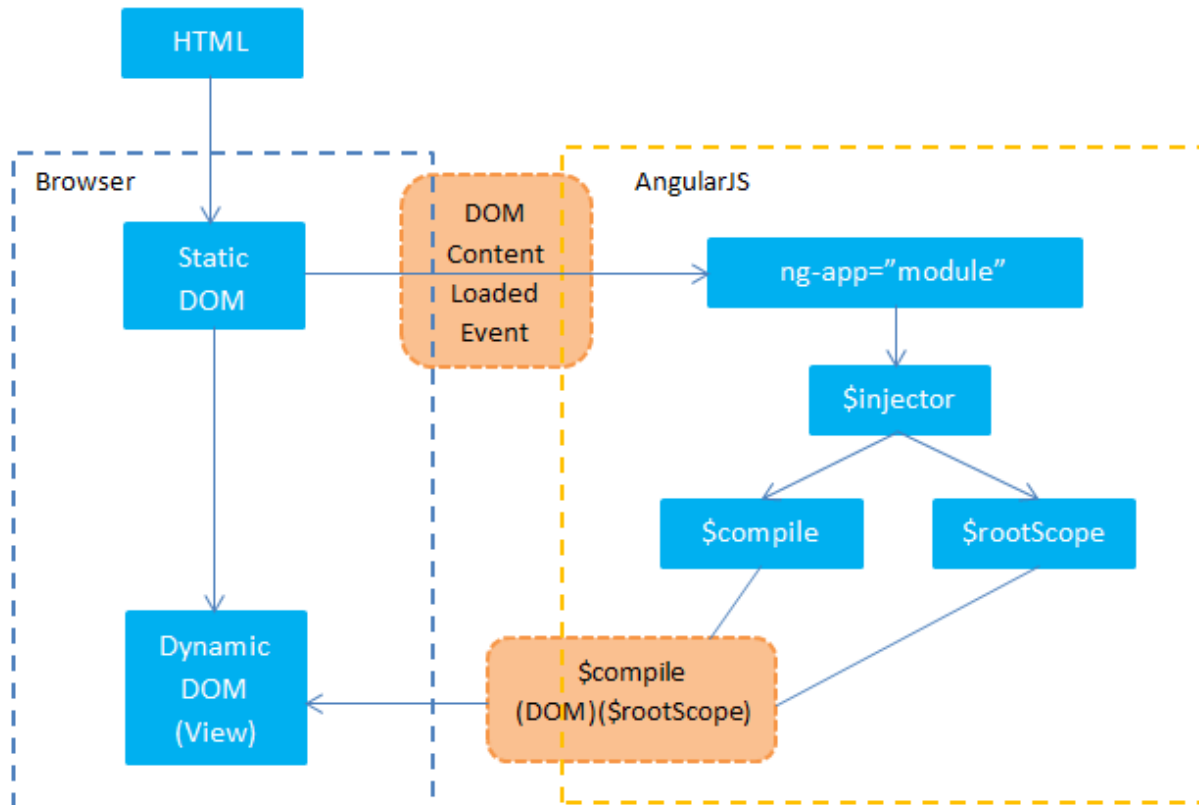 HTML
Browser
AngularJS
DOM
Content
Loaded
Event
Static
DOM
ng-app=”module”
$injector
$compile
$rootScope
Dynamic
DOM
(View)
$compile
(DOM)($rootScope)